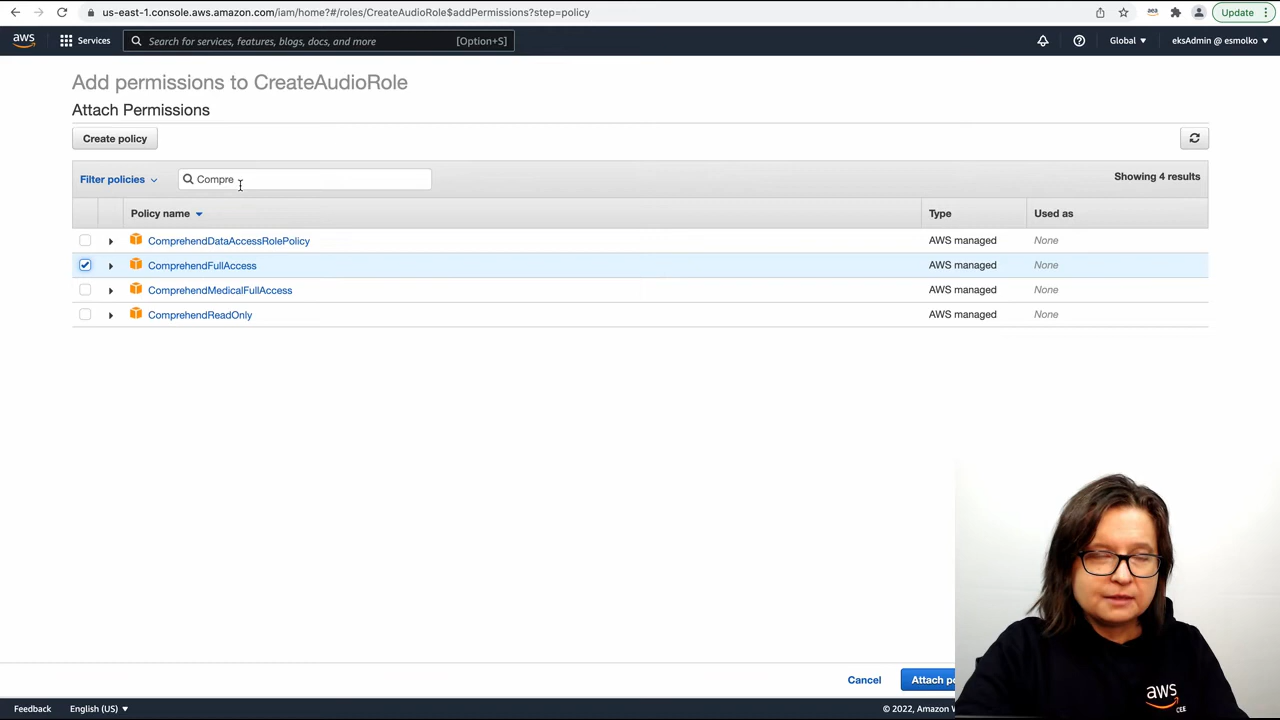 us-east-1.console.aws.amazon.com/iam/home?#/roles/CreateAudioRole$addPermissions?step=policy
Update
aws
Services
Search for services, features, blogs, docs, and more
[Option+S]
Global
eksAdmin @ esmolko
Add permissions to CreateAudioRole
Attach Permissions
Create policy
Filter policies
Compre
Showing 4 results
Policy name
Type
Used as
ComprehendDataAccessRolePolicy
AWS managed
None
ComprehendFullAccess
AWS managed
None
ComprehendMedicalFullAccess
AWS managed
None
ComprehendReadOnly
AWS managed
None
Cancel
Attach po
Feedback
English (US)
© 2022, Amazon W
aws
CEE